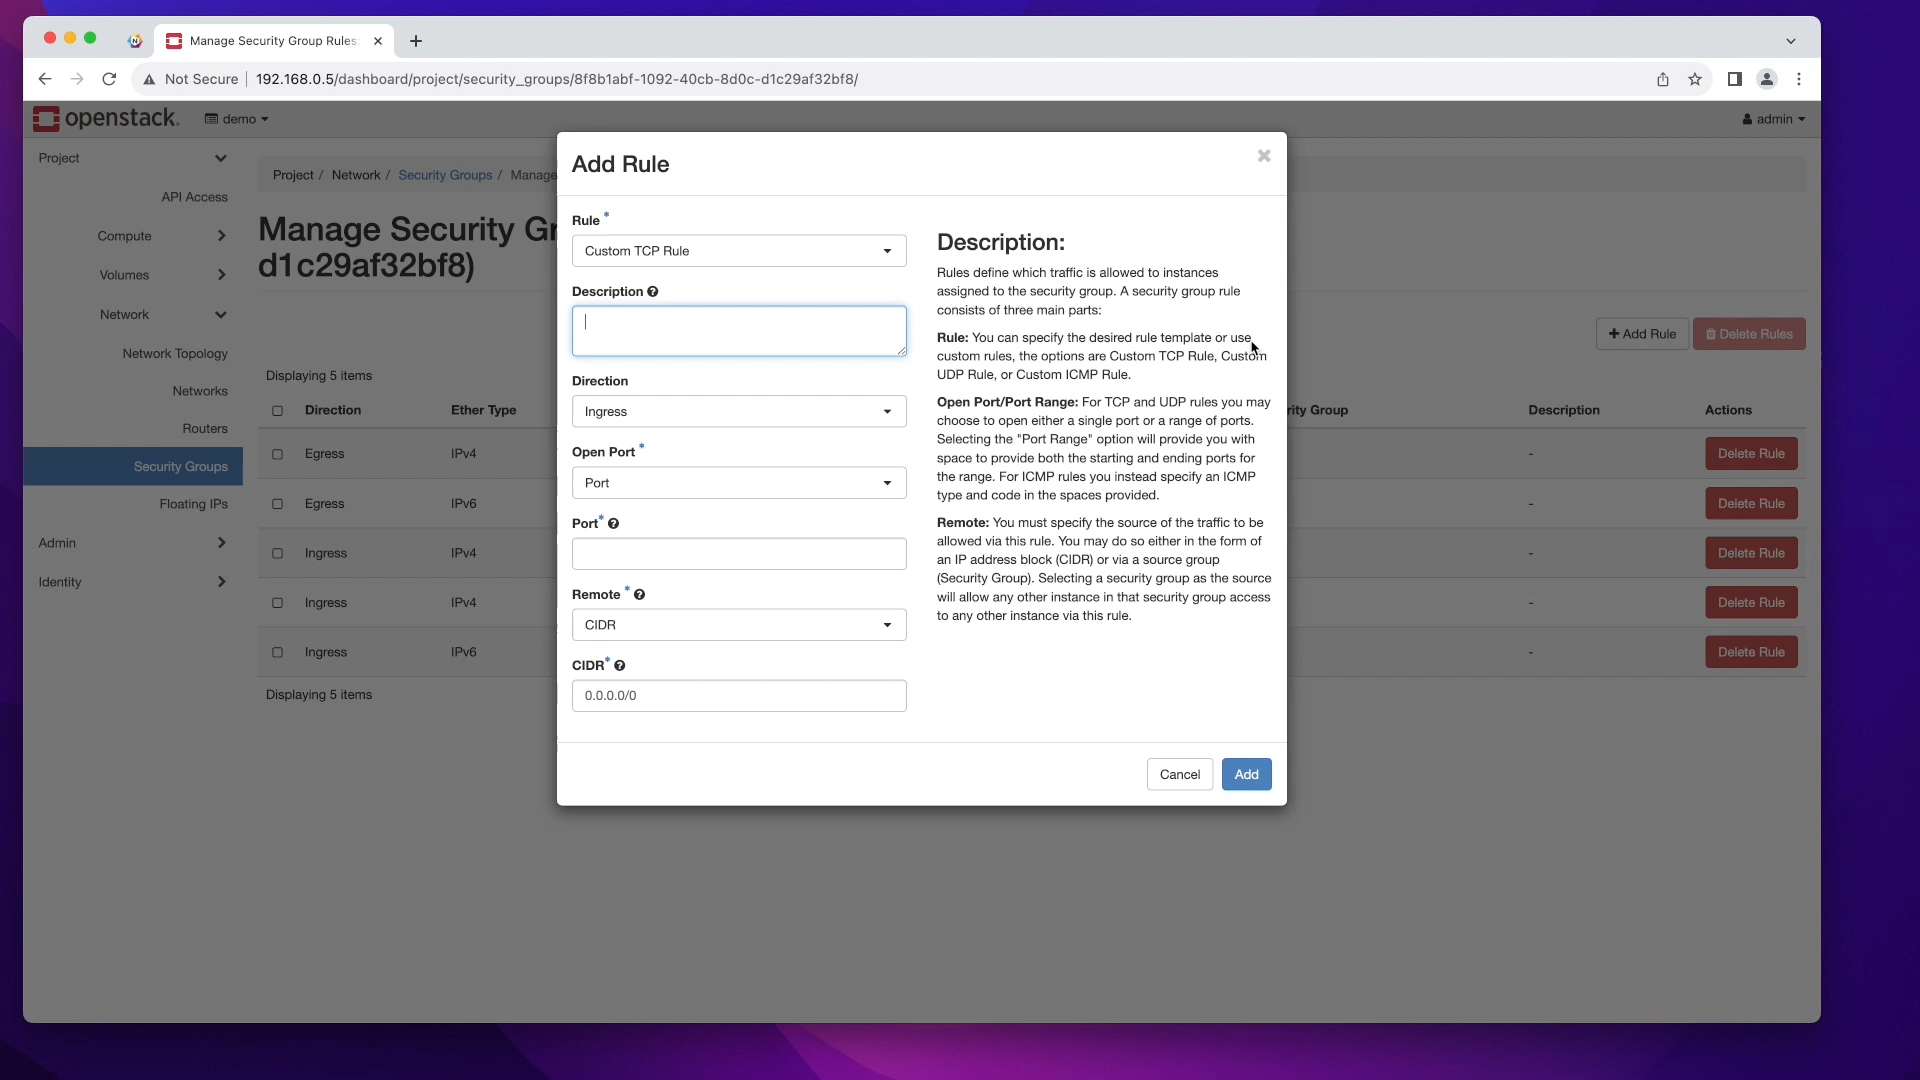 Manage Security Group Rules
Not Secure
192.168.0.5/dashboard/project/security_groups/8f8b1abf-1092-40cb-8d0c-d1c29af32bf8/
openstack.
demo
admin
Project
API Access
Compute
Volumes
Network
Network Topology
Networks
Routers
Security Groups
Floating IPs
Admin
Identity
Project / Network / Security Groups / Manage
Manage Security Gr
d1c29af32bf8)
+ Add Rule
Delete Rules
Displaying 5 items
Direction Ether Type rity Group Description Actions
Egress IPv4 - Delete Rule
Egress IPv6 - Delete Rule
Ingress IPv4 - Delete Rule
Ingress IPv4 - Delete Rule
Ingress IPv6 - Delete Rule
Displaying 5 items
Add Rule
Rule *
Custom TCP Rule
Description
Direction
Ingress
Open Port *
Port
Port *
Remote *
CIDR
CIDR *
0.0.0.0/0
Description:
Rules define which traffic is allowed to instances
assigned to the security group. A security group rule
consists of three main parts:
Rule: You can specify the desired rule template or use
custom rules, the options are Custom TCP Rule, Custom
UDP Rule, or Custom ICMP Rule.
Open Port/Port Range: For TCP and UDP rules you may
choose to open either a single port or a range of ports.
Selecting the "Port Range" option will provide you with
space to provide both the starting and ending ports for
the range. For ICMP rules you instead specify an ICMP
type and code in the spaces provided.
Remote: You must specify the source of the traffic to be
allowed via this rule. You may do so either in the form of
an IP address block (CIDR) or via a source group
(Security Group). Selecting a security group as the source
will allow any other instance in that security group access
to any other instance via this rule.
Cancel
Add